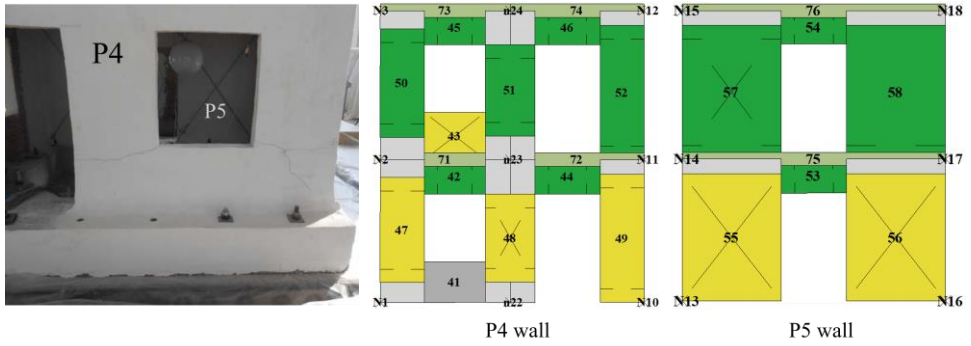 P4
P5
N3 73 n24 74 N12
45 46
50 51 52
43
N2 71 n23 72 N11
42 44
47 48 49
41
N1 n22 N10
P4 wall
N15 76 N18
54
57 58
N14 75 N17
53
55 56
N13 N16
P5 wall